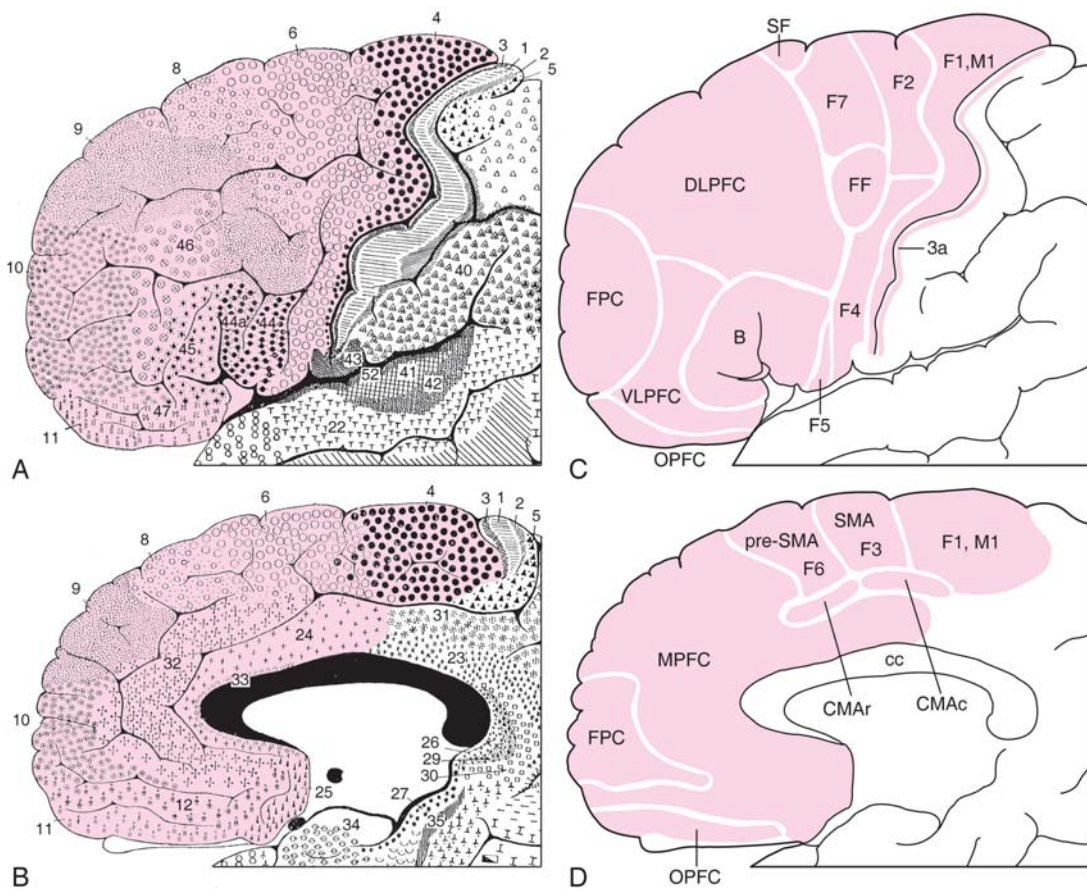 4
6
3
1
2
5
8
9
46
10
40
44a
44
45
43
52
41
42
47
22
11
A
SF
F1,M1
F2
F7
DLPFC
FF
3a
FPC
F4
B
VLPFC
F5
OPFC
C
4
6
3
1
2
5
8
9
31
24
32
23
33
10
26
29
30
25
27
12
11
34
35
B
SMA
pre-SMA
F3
F1, M1
F6
MPFC
cc
CMAr
CMAc
FPC
OPFC
D